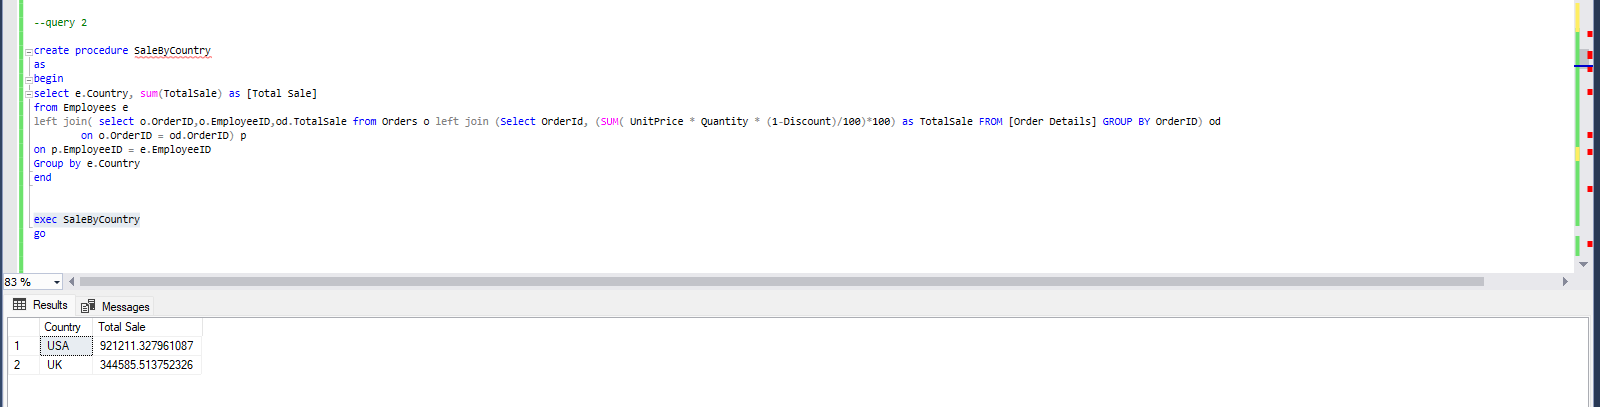 --query 2
create procedure SaleByCountry
as
begin
select e.Country, sum(TotalSale) as [Total Sale]
from Employees e
left join( select o.OrderID,o.EmployeeID,od.TotalSale from Orders o left join (Select OrderId, (SUM( UnitPrice * Quantity * (1-Discount)/100)*100) as TotalSale FROM [Order Details] GROUP BY OrderID) od
on o.OrderID = od.OrderID) p
on p.EmployeeID = e.EmployeeID
Group by e.Country
end
exec SaleByCountry
go
83 %
Results Messages
Country Total Sale
1 USA 921211.327961087
2 UK 344585.513752326